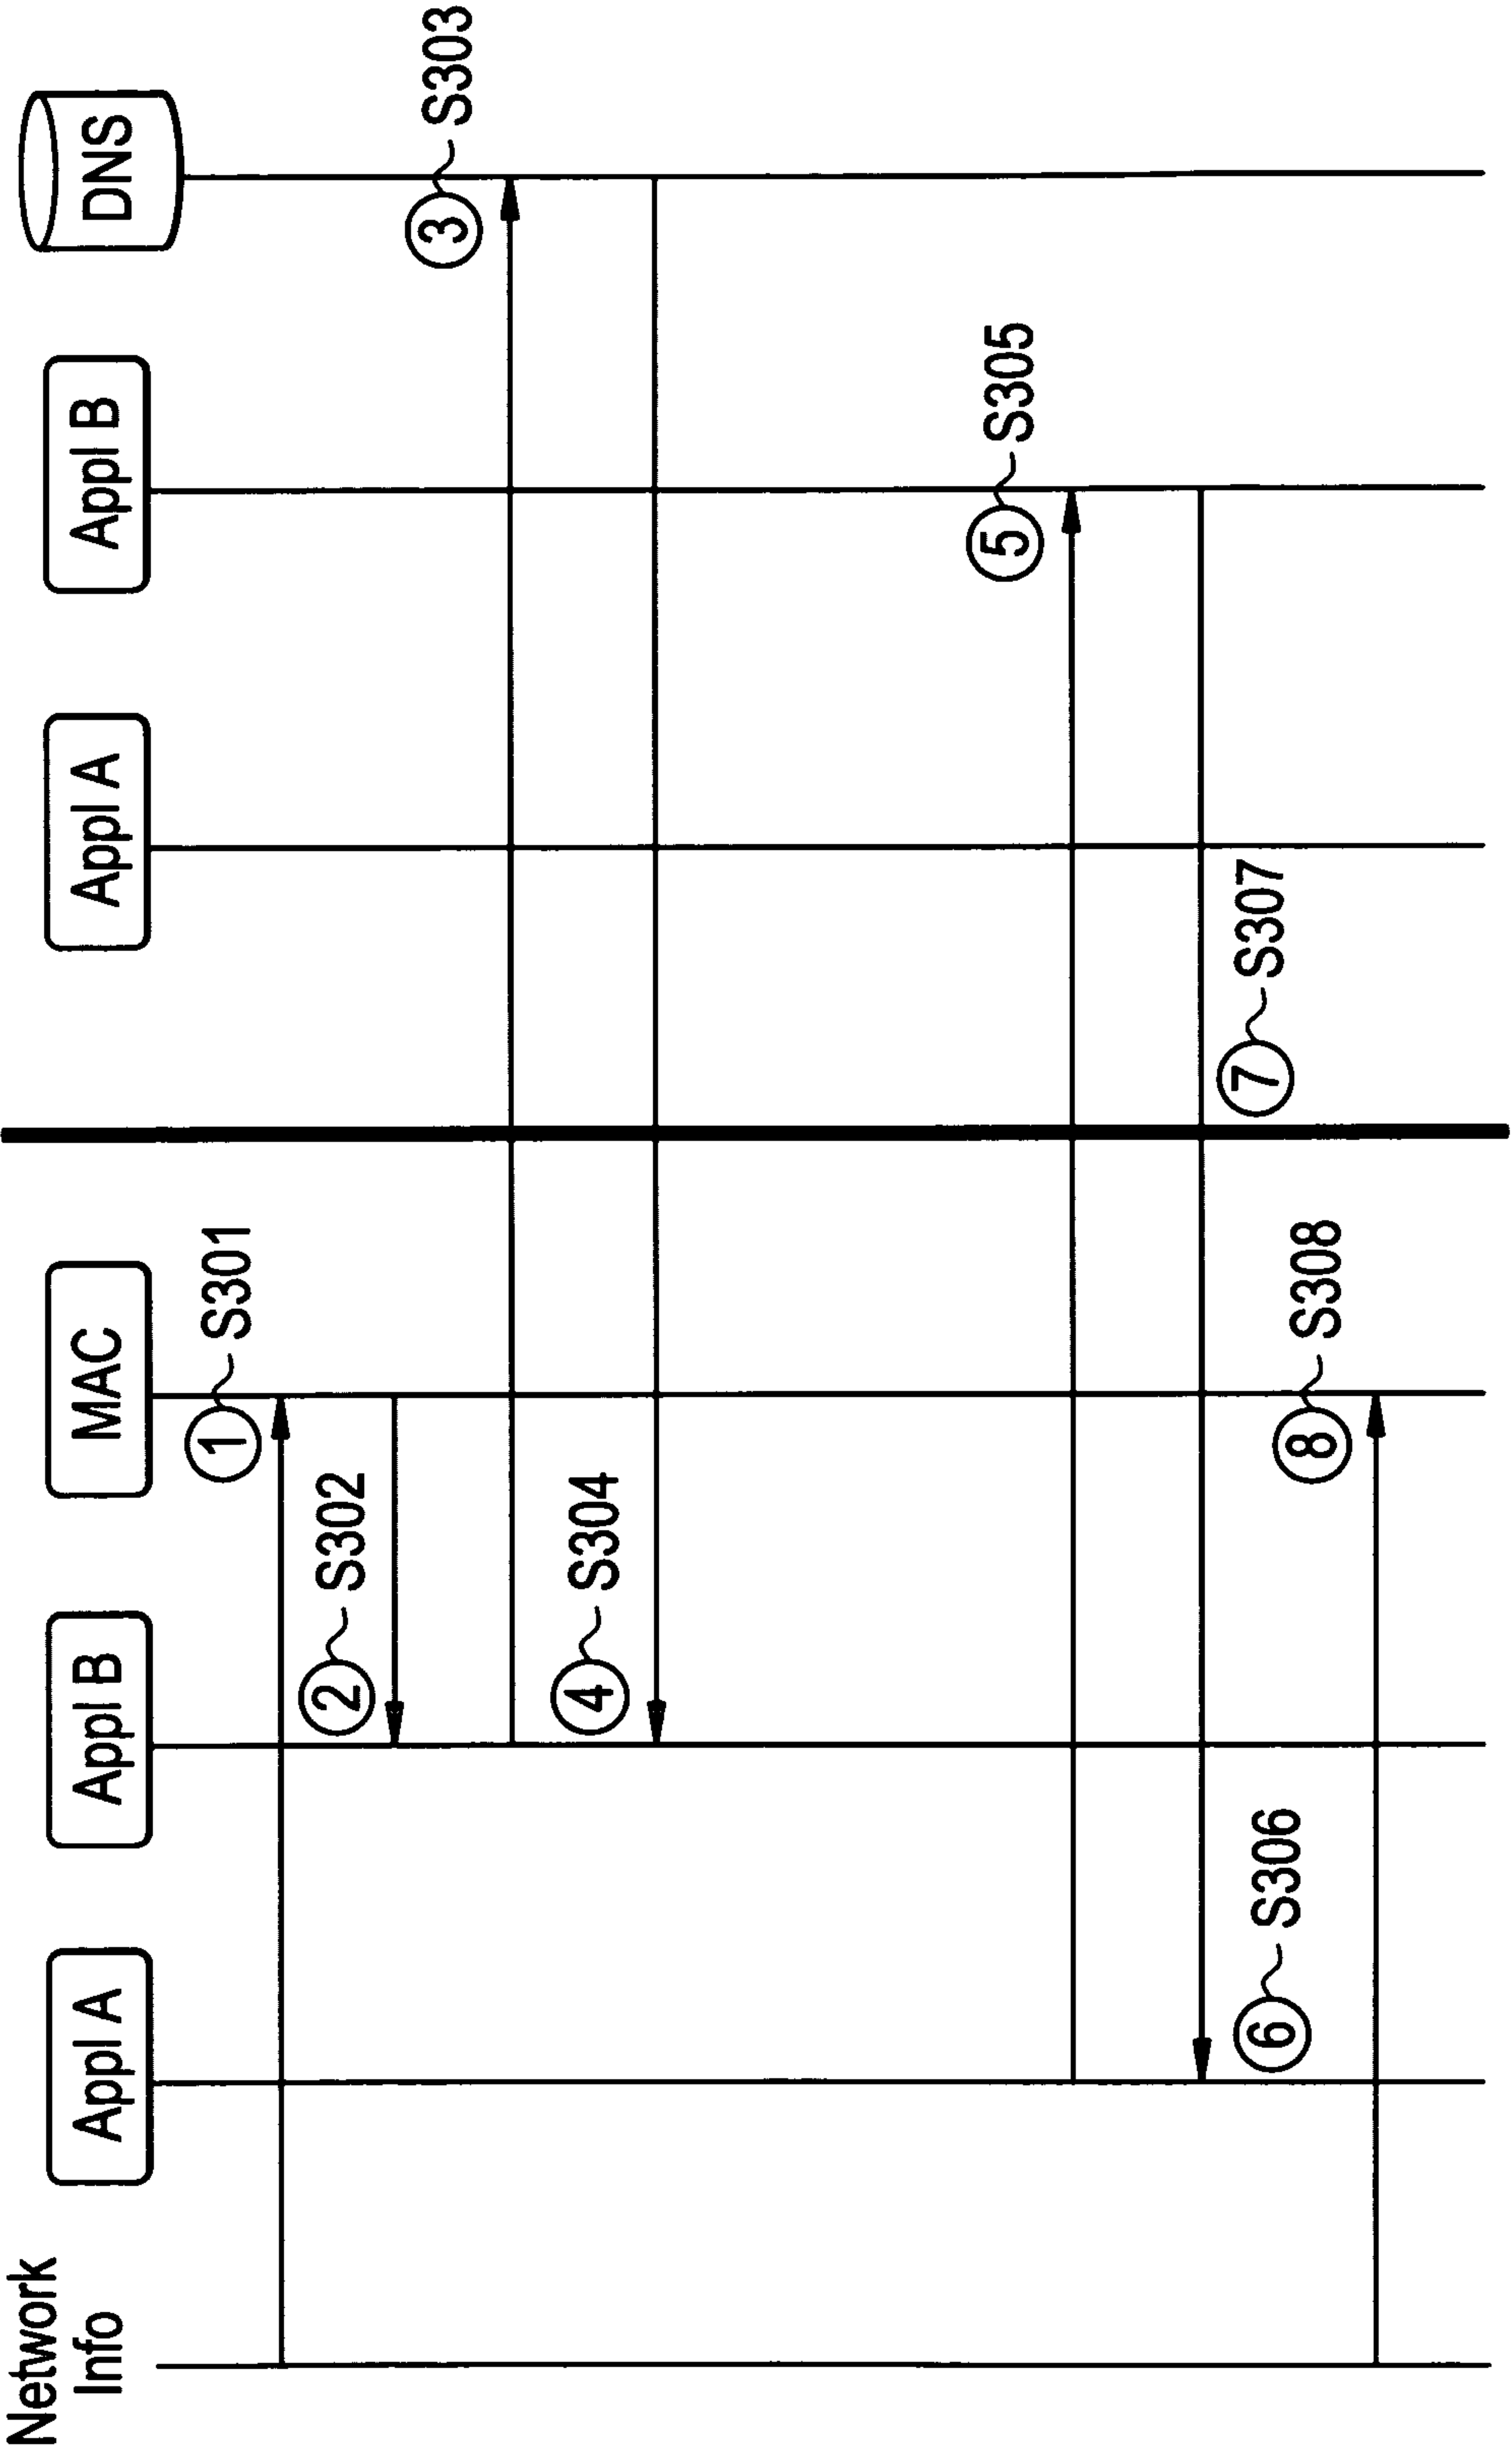 Network
Info
Appl A
Appl B
MAC
Appl A
Appl B
DNS
1 S301
2 S302
3 S303
4 S304
5 S305
6 S306
7 S307
8 S308